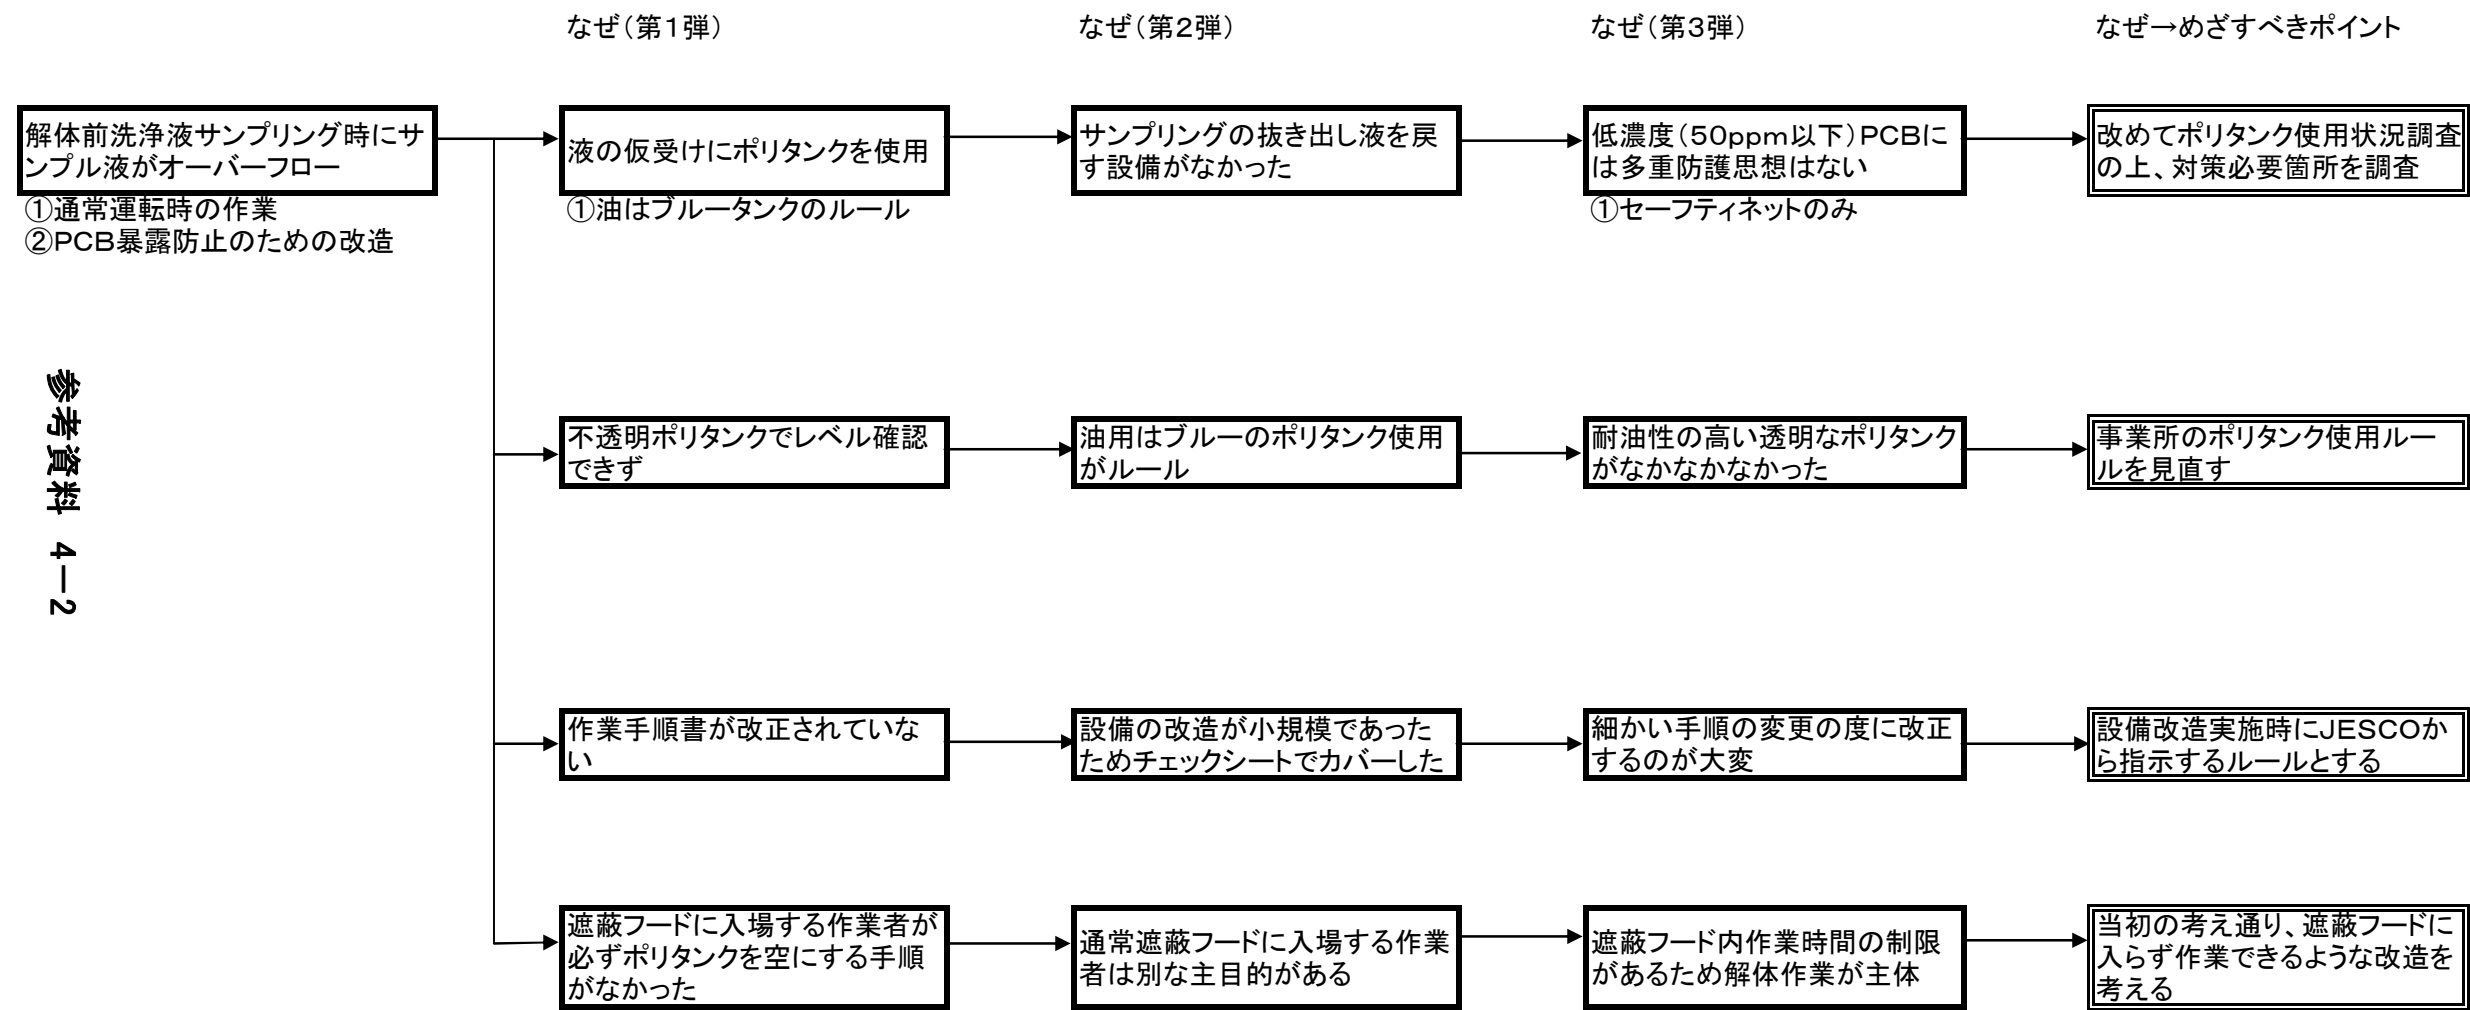 なぜ（第１弾）
なぜ（第２弾）
なぜ（第３弾）
なぜ→めざすべきポイント
解体前洗浄液サンプリング時にサ
ンプル液がオーバーフロー
①通常運転時の作業
②ＰＣＢ暴露防止のための改造
液の仮受けにポリタンクを使用
①油はブルータンクのルール
サンプリングの抜き出し液を戻
す設備がなかった
低濃度（５０ｐｐｍ以下）ＰＣＢに
は多重防護思想はない
①セーフティネットのみ
改めてポリタンク使用状況調査
の上、対策必要箇所を調査
参考資料　４－２
不透明ポリタンクでレベル確認
できず
油用はブルーのポリタンク使用
がルール
耐油性の高い透明なポリタンク
がなかなかなかった
事業所のポリタンク使用ルー
ルを見直す
作業手順書が改正されていな
い
設備の改造が小規模であった
ためチェックシートでカバーした
細かい手順の変更の度に改正
するのが大変
設備改造実施時にＪＥＳＣＯか
ら指示するルールとする
遮蔽フードに入場する作業者が
必ずポリタンクを空にする手順
がなかった
通常遮蔽フードに入場する作業
者は別な主目的がある
遮蔽フード内作業時間の制限
があるため解体作業が主体
当初の考え通り、遮蔽フードに
入らず作業できるような改造を
考える